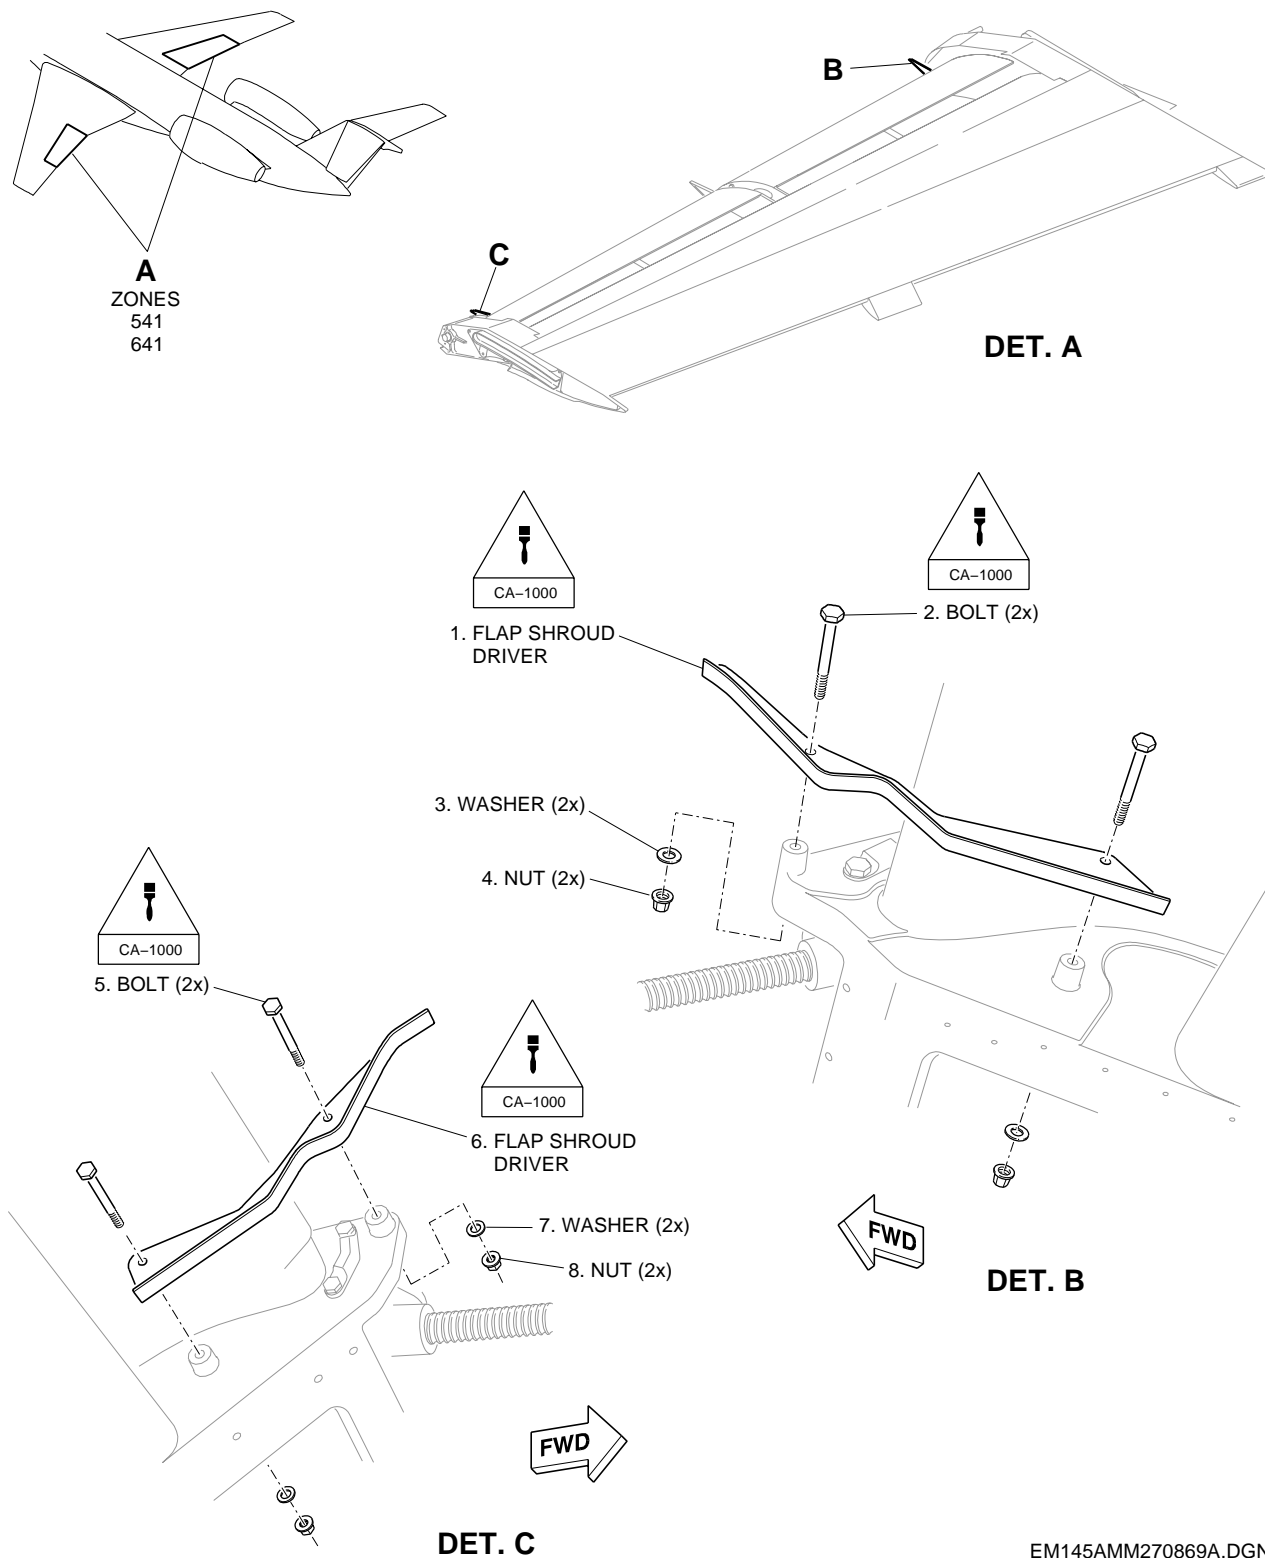 B
C
A
ZONES
541
641
DET. A
CA–1000
CA–1000
1. FLAP SHROUD
DRIVER
2. BOLT (2x)
3. WASHER (2x)
4. NUT (2x)
CA–1000
5. BOLT (2x)
CA–1000
6. FLAP SHROUD
DRIVER
7. WASHER (2x)
8. NUT (2x)
FWD
DET. B
FWD
DET. C
EM145AMM270869A.DGN